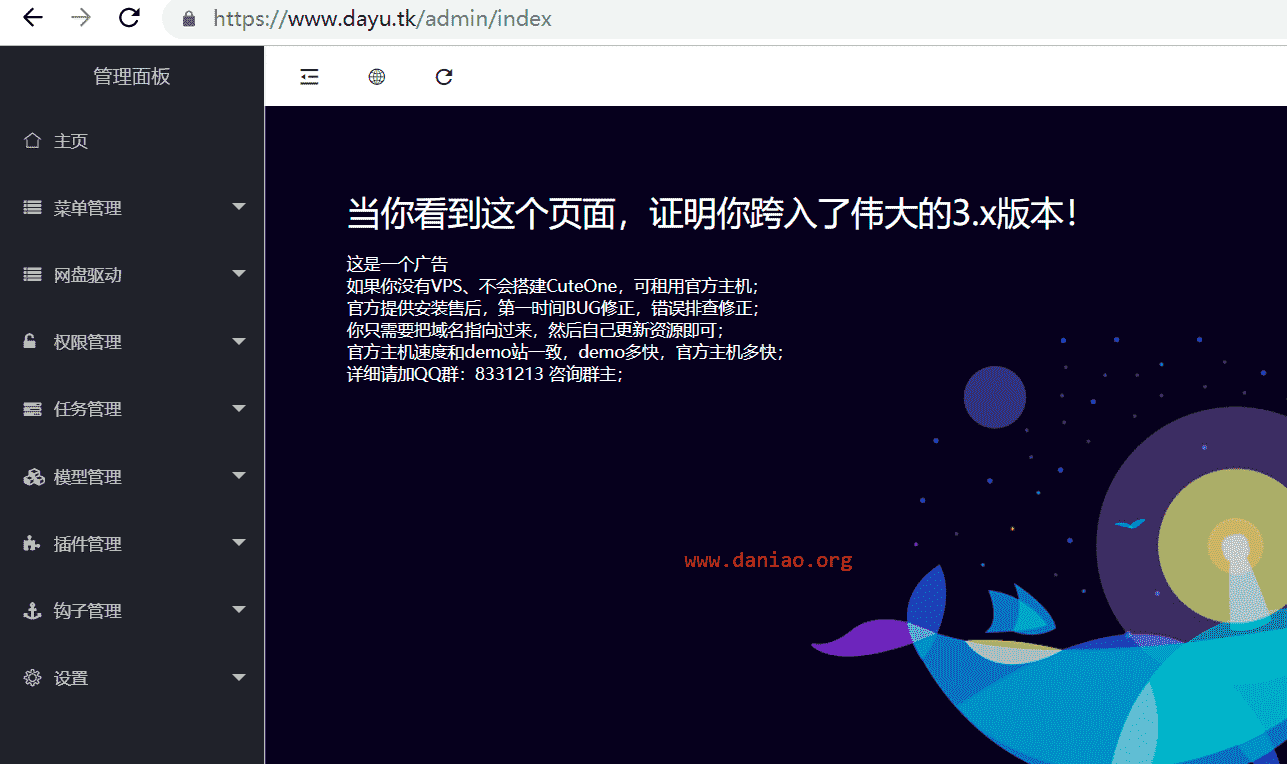 https://www.dayu.tk/admin/index
管理面板
主页
菜单管理
网盘驱动
权限管理
任务管理
模型管理
插件管理
钩子管理
设置
当你看到这个页面，证明你跨入了伟大的3.x版本！
这是一个广告
如果你没有VPS、不会搭建CuteOne，可租用官方主机；
官方提供安装售后，第一时间BUG修正，错误排查修正；
你只需要把域名指向过来，然后自己更新资源即可；
官方主机速度和demo站一致，demo多快，官方主机多快；
详细请加QQ群：8331213 咨询群主；
www.daniao.org